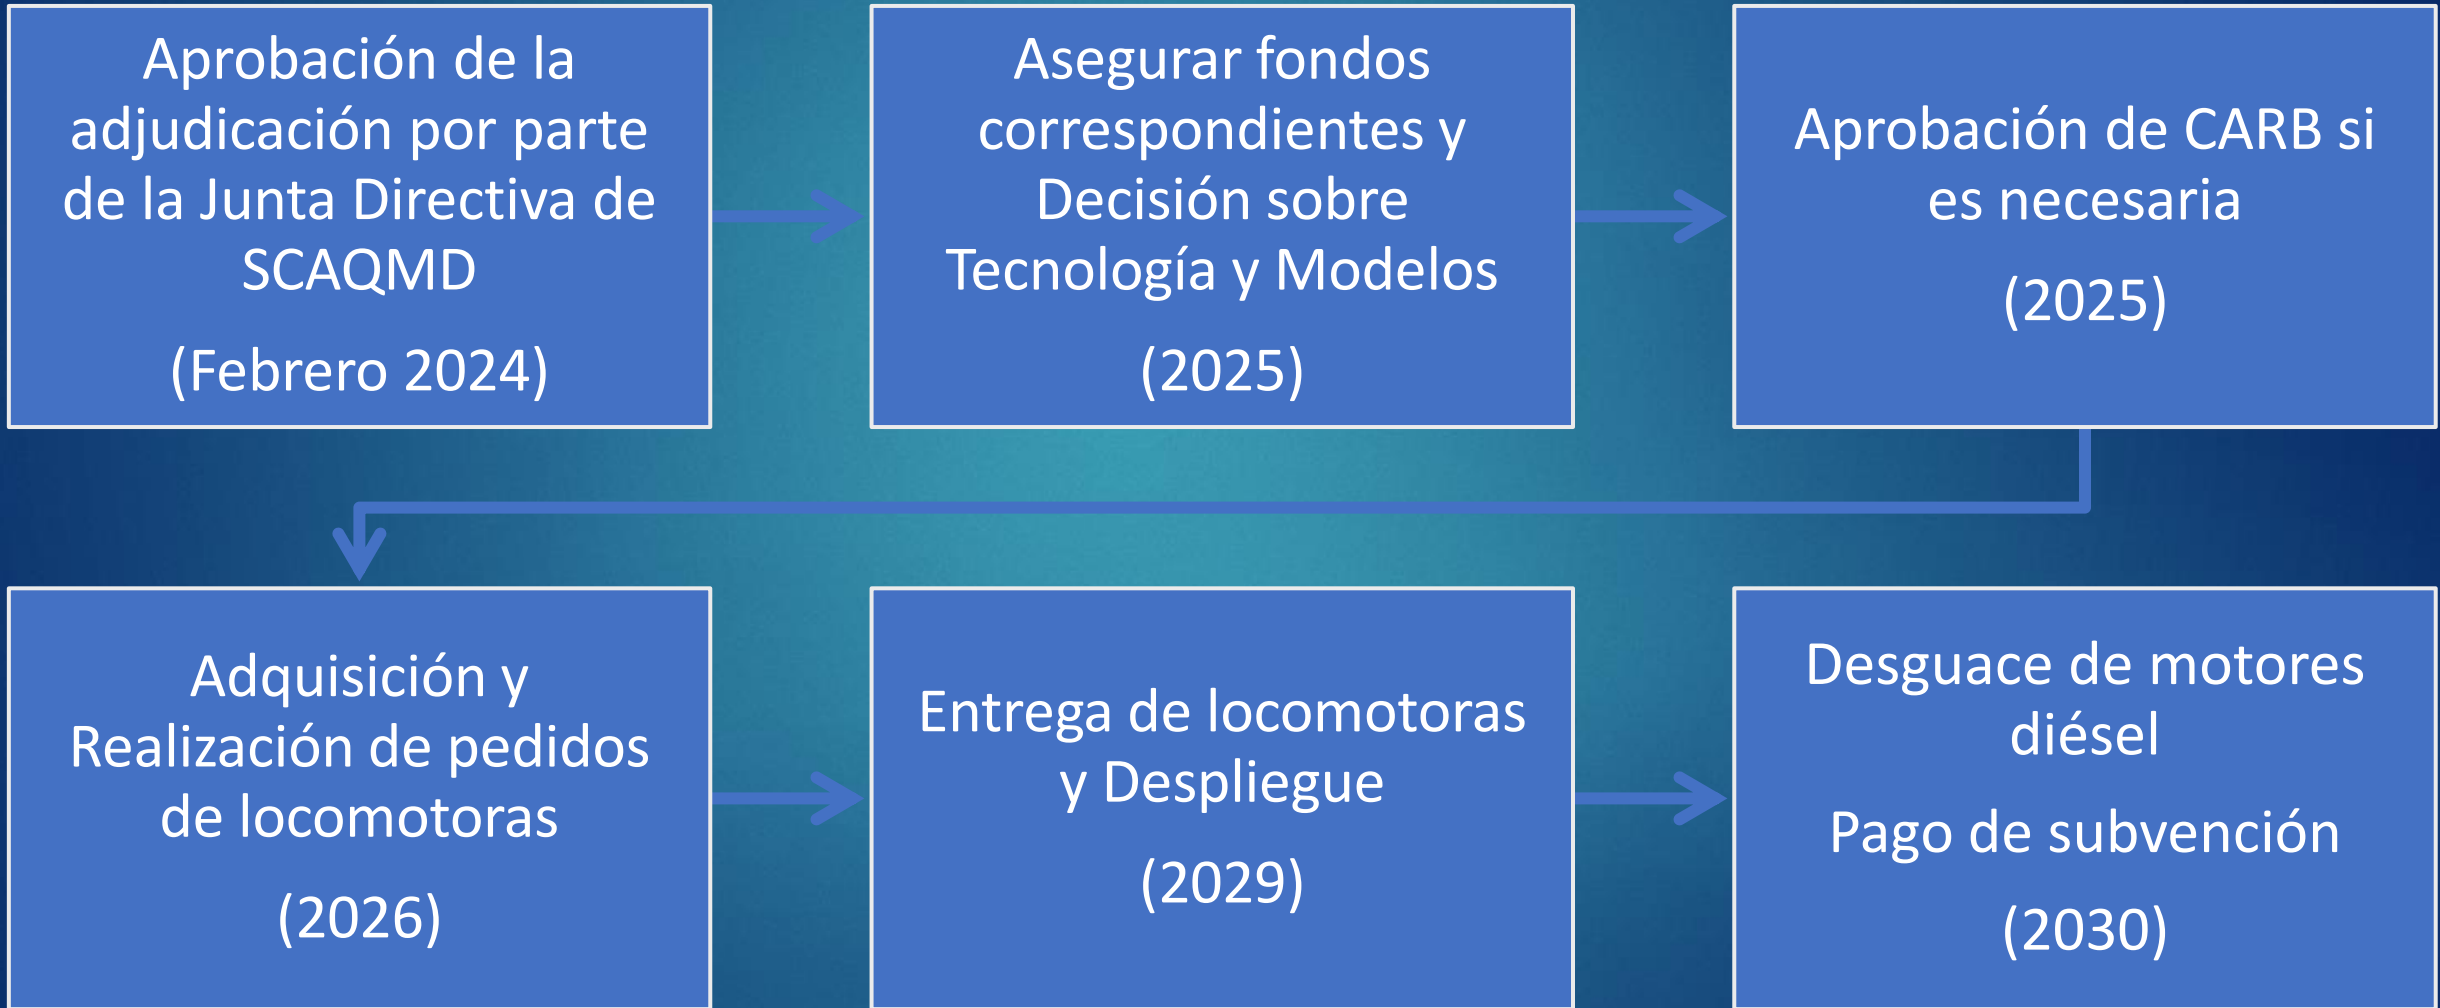 Aprobación de la
adjudicación por parte
de la Junta Directiva de
SCAQMD
(Febrero 2024)
Asegurar fondos
correspondientes y
Decisión sobre
Tecnología y Modelos
(2025)
Aprobación de CARB si
es necesaria
(2025)
Adquisición y
Realización de pedidos
de locomotoras
(2026)
Entrega de locomotoras
y Despliegue
(2029)
Desguace de motores
diésel
Pago de subvención
(2030)